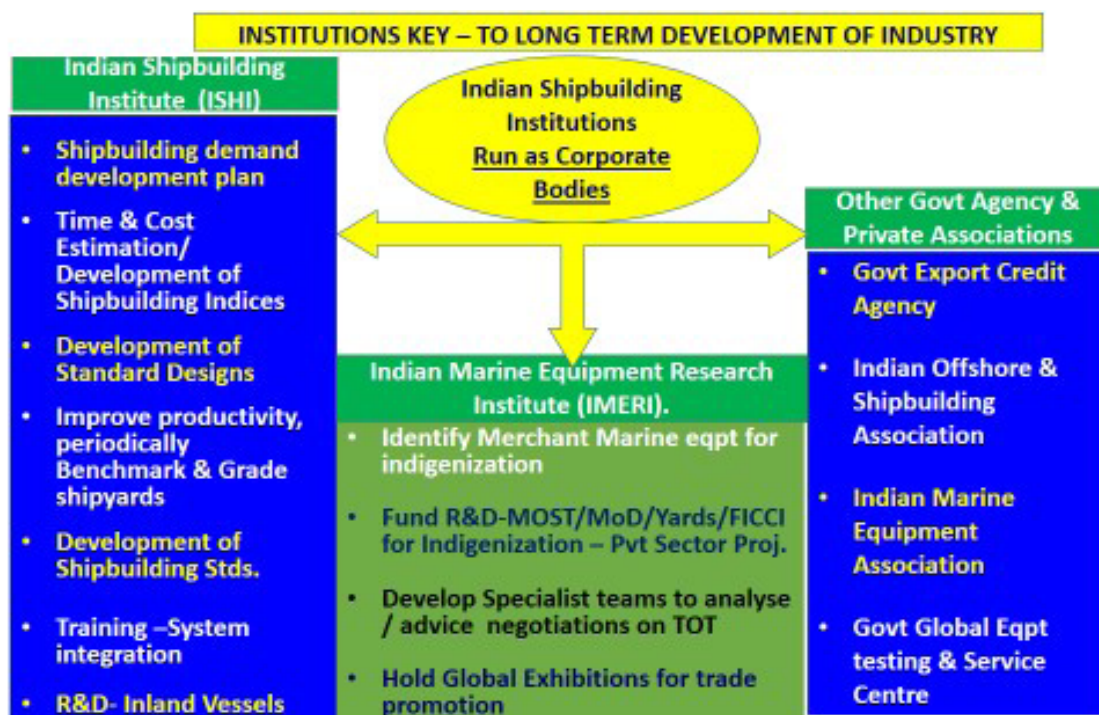 INSTITUTIONS KEY – TO LONG TERM DEVELOPMENT OF INDUSTRY
Indian Shipbuilding
Institute (ISHI)
• Shipbuilding demand
development plan
• Time & Cost
Estimation/
Development of
Shipbuilding Indices
• Development of
Standard Designs
• Improve productivity,
periodically
Benchmark & Grade
shipyards
• Development of
Shipbuilding Stds.
• Training –System
integration
• R&D- Inland Vessels
Indian Shipbuilding
Institutions
Run as Corporate
Bodies
Indian Marine Equipment Research
Institute (IMERI).
• Identify Merchant Marine eqpt for
indigenization
• Fund R&D-MOST/MoD/Yards/FICCI
for Indigenization – Pvt Sector Proj.
• Develop Specialist teams to analyse
/ advice negotiations on TOT
• Hold Global Exhibitions for trade
promotion
Other Govt Agency &
Private Associations
• Govt Export Credit
Agency
• Indian Offshore &
Shipbuilding
Association
• Indian Marine
Equipment
Association
• Govt Global Eqpt
testing & Service
Centre